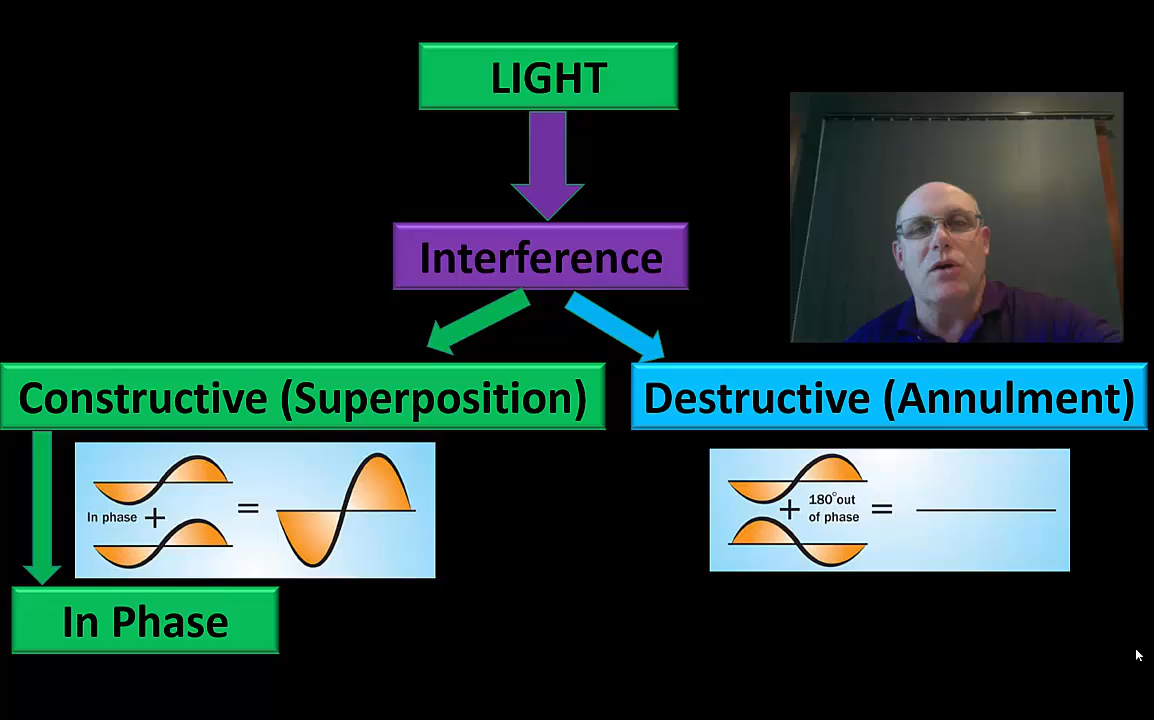 LIGHT
Interference
Constructive (Superposition)
Destructive (Annulment)
In phase +
=
+ 180°out
of phase =
In Phase